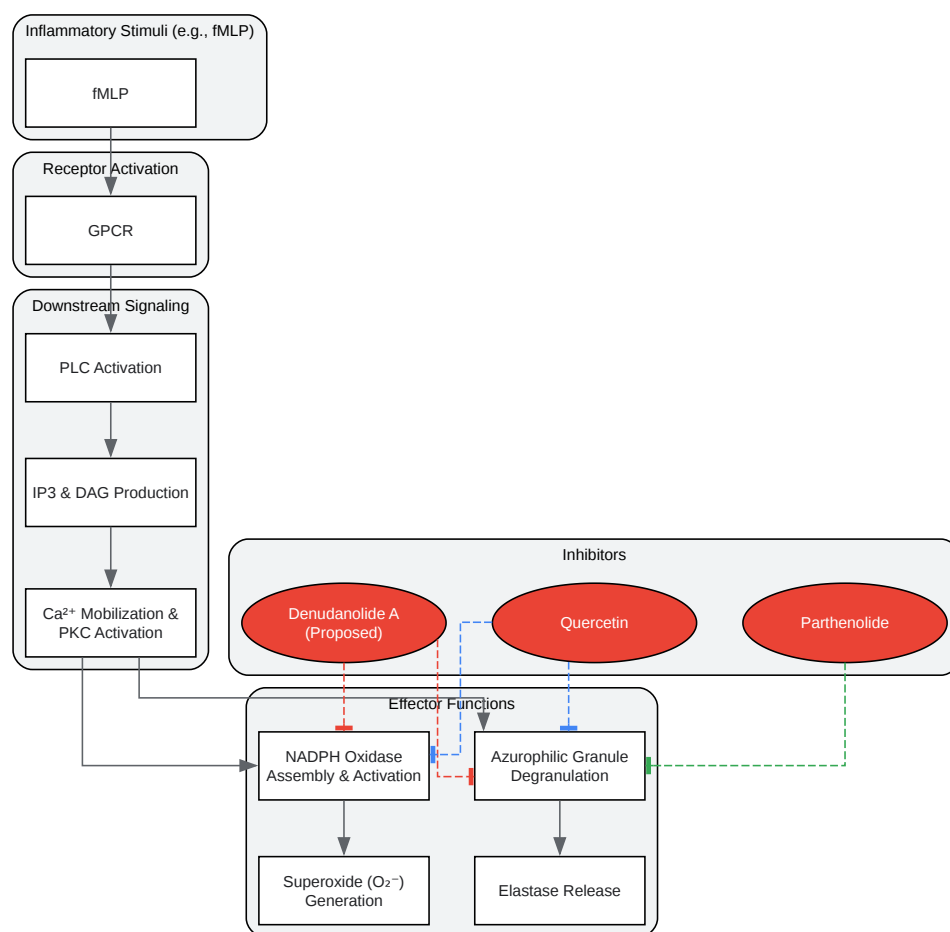 Inflammatory Stimuli (e.g., fMLP)
fMLP
Receptor Activation
GPCR
Downstream Signaling
PLC Activation
IP3 & DAG Production
Ca²⁺ Mobilization &
PKC Activation
Inhibitors
Denudanolide A
(Proposed)
Quercetin
Parthenolide
Effector Functions
NADPH Oxidase
Assembly & Activation
Azurophilic Granule
Degranulation
Superoxide (O₂⁻)
Generation
Elastase Release